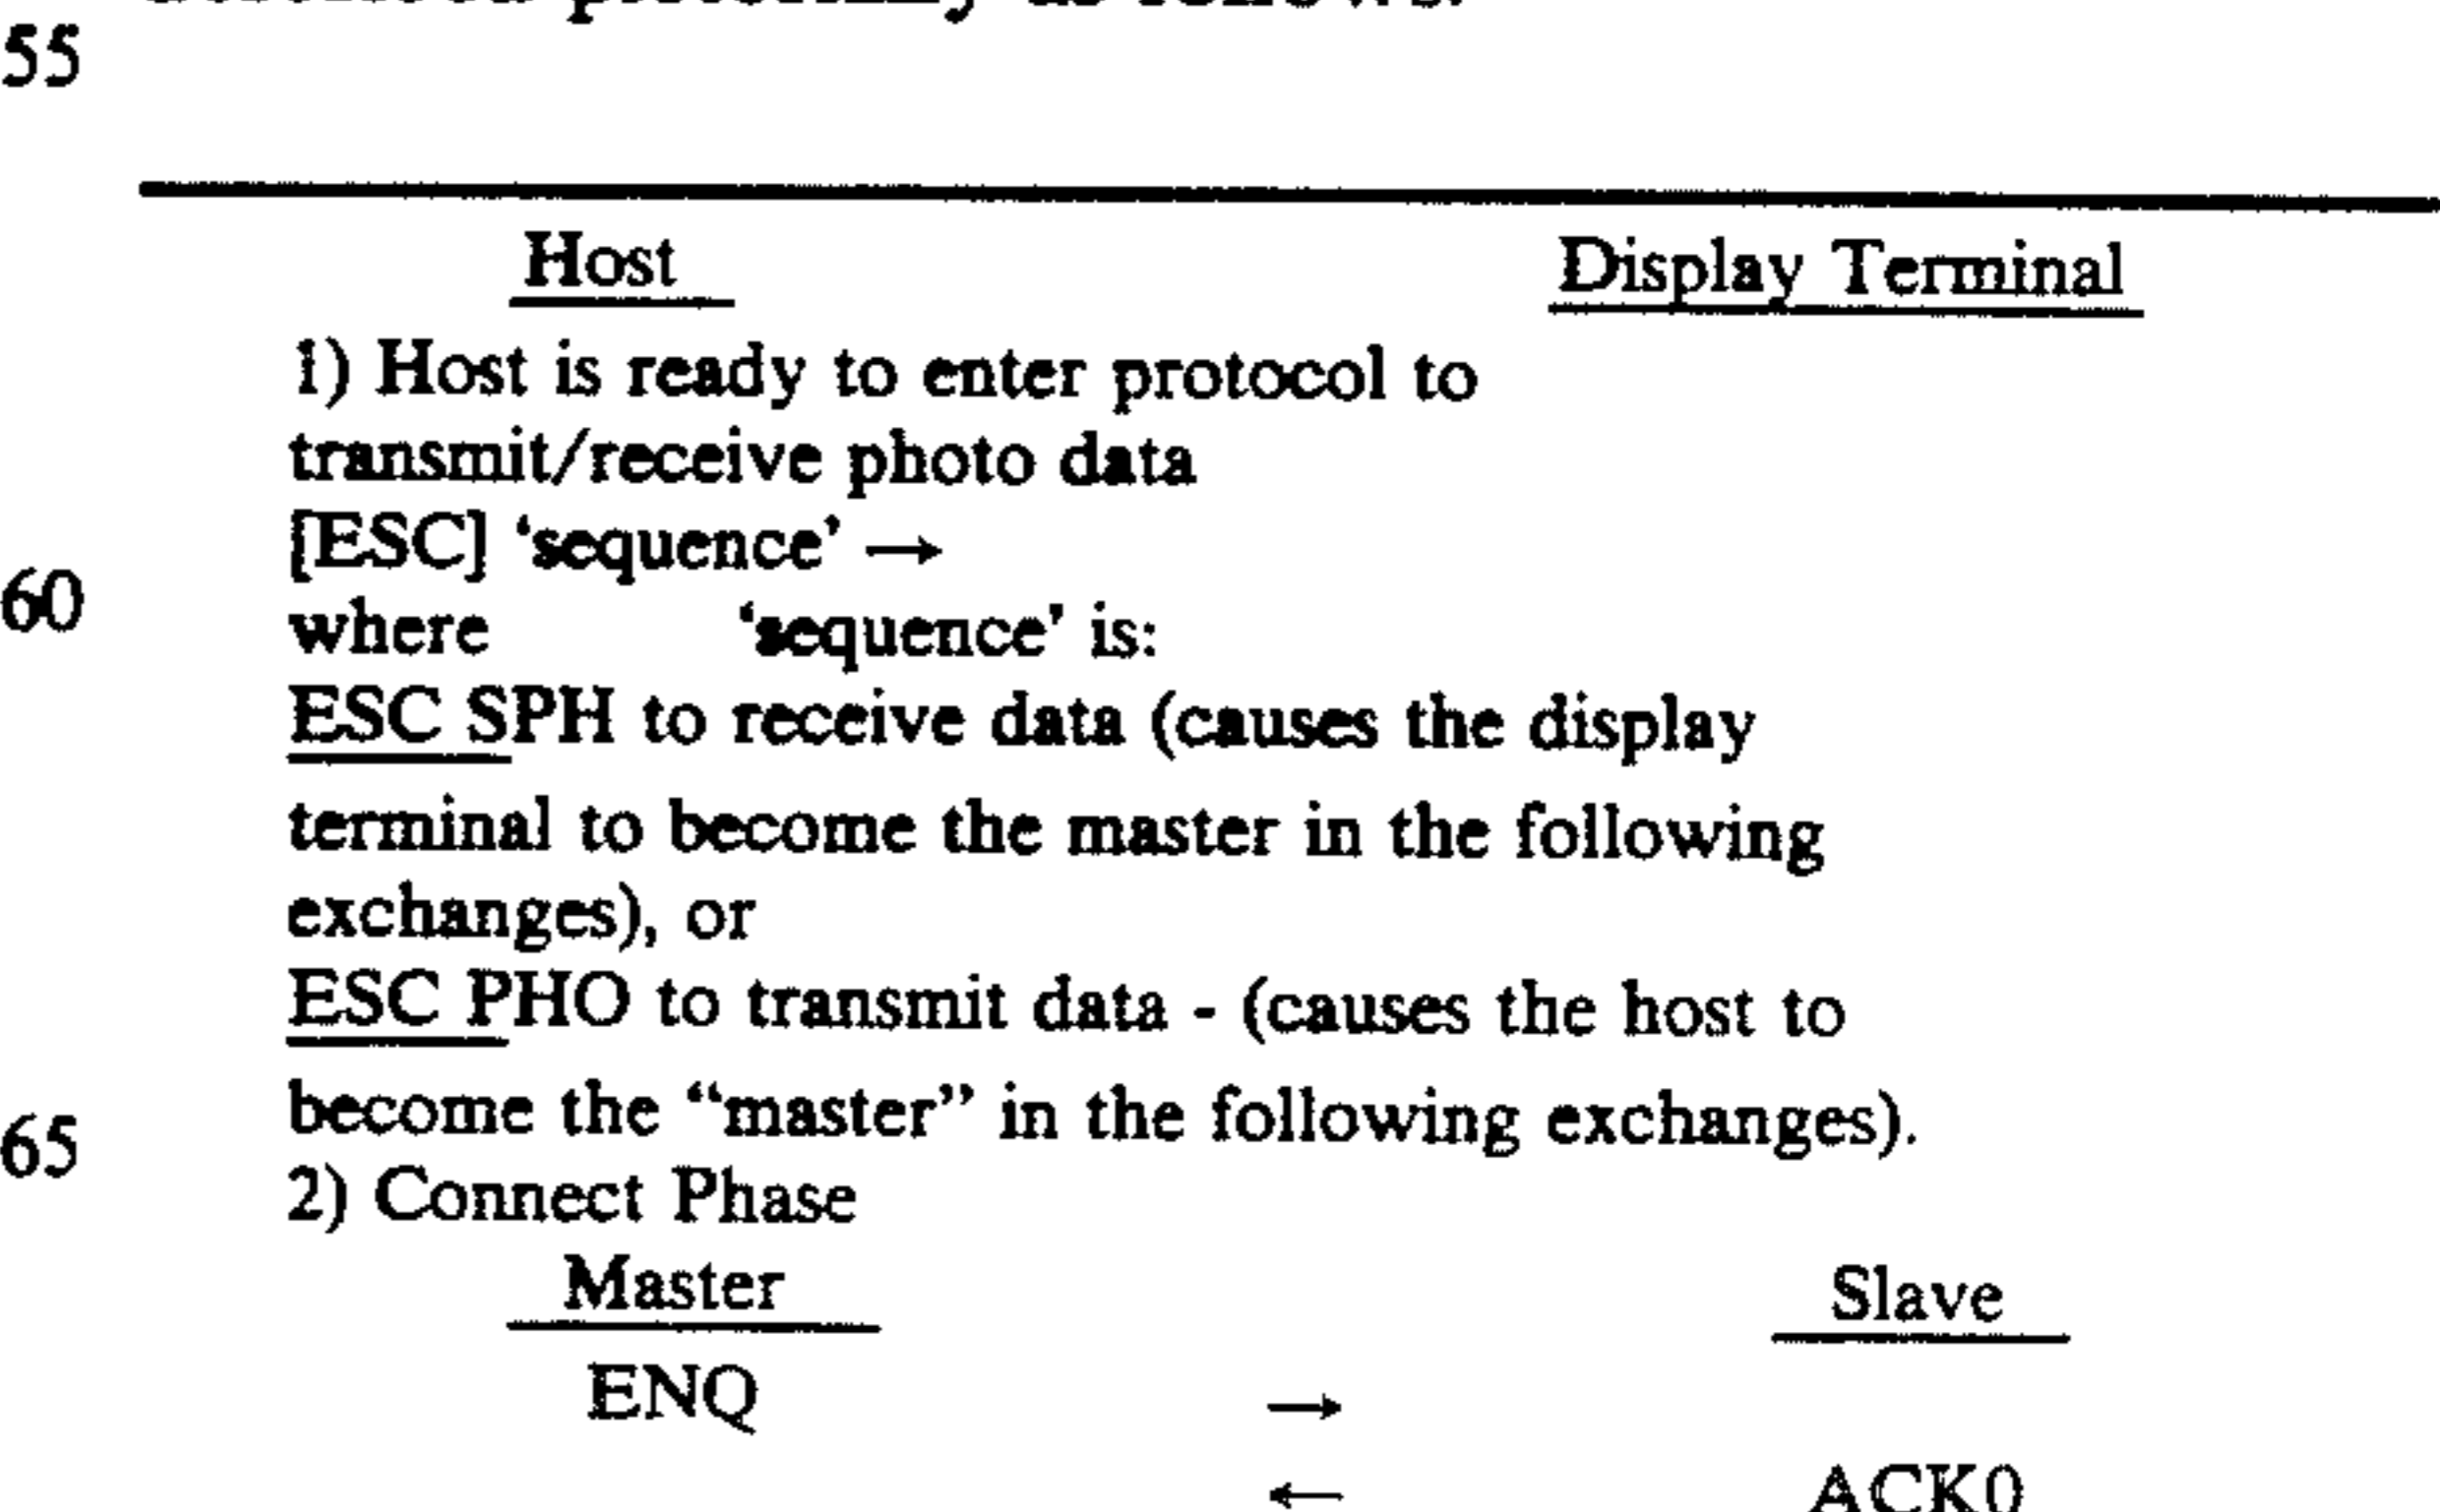 as follows:
55
Host Display Terminal
1) Host is ready to enter protocol to
transmit/receive photo data
[ESC] ‘sequence’ →
60
where ‘sequence’ is:
ESC SPH to receive data (causes the display
terminal to become the master in the following
exchanges), or
ESC PHO to transmit data - (causes the host to
become the “master” in the following exchanges).
65
2) Connect Phase
Master Slave
ENQ →
← ACK0